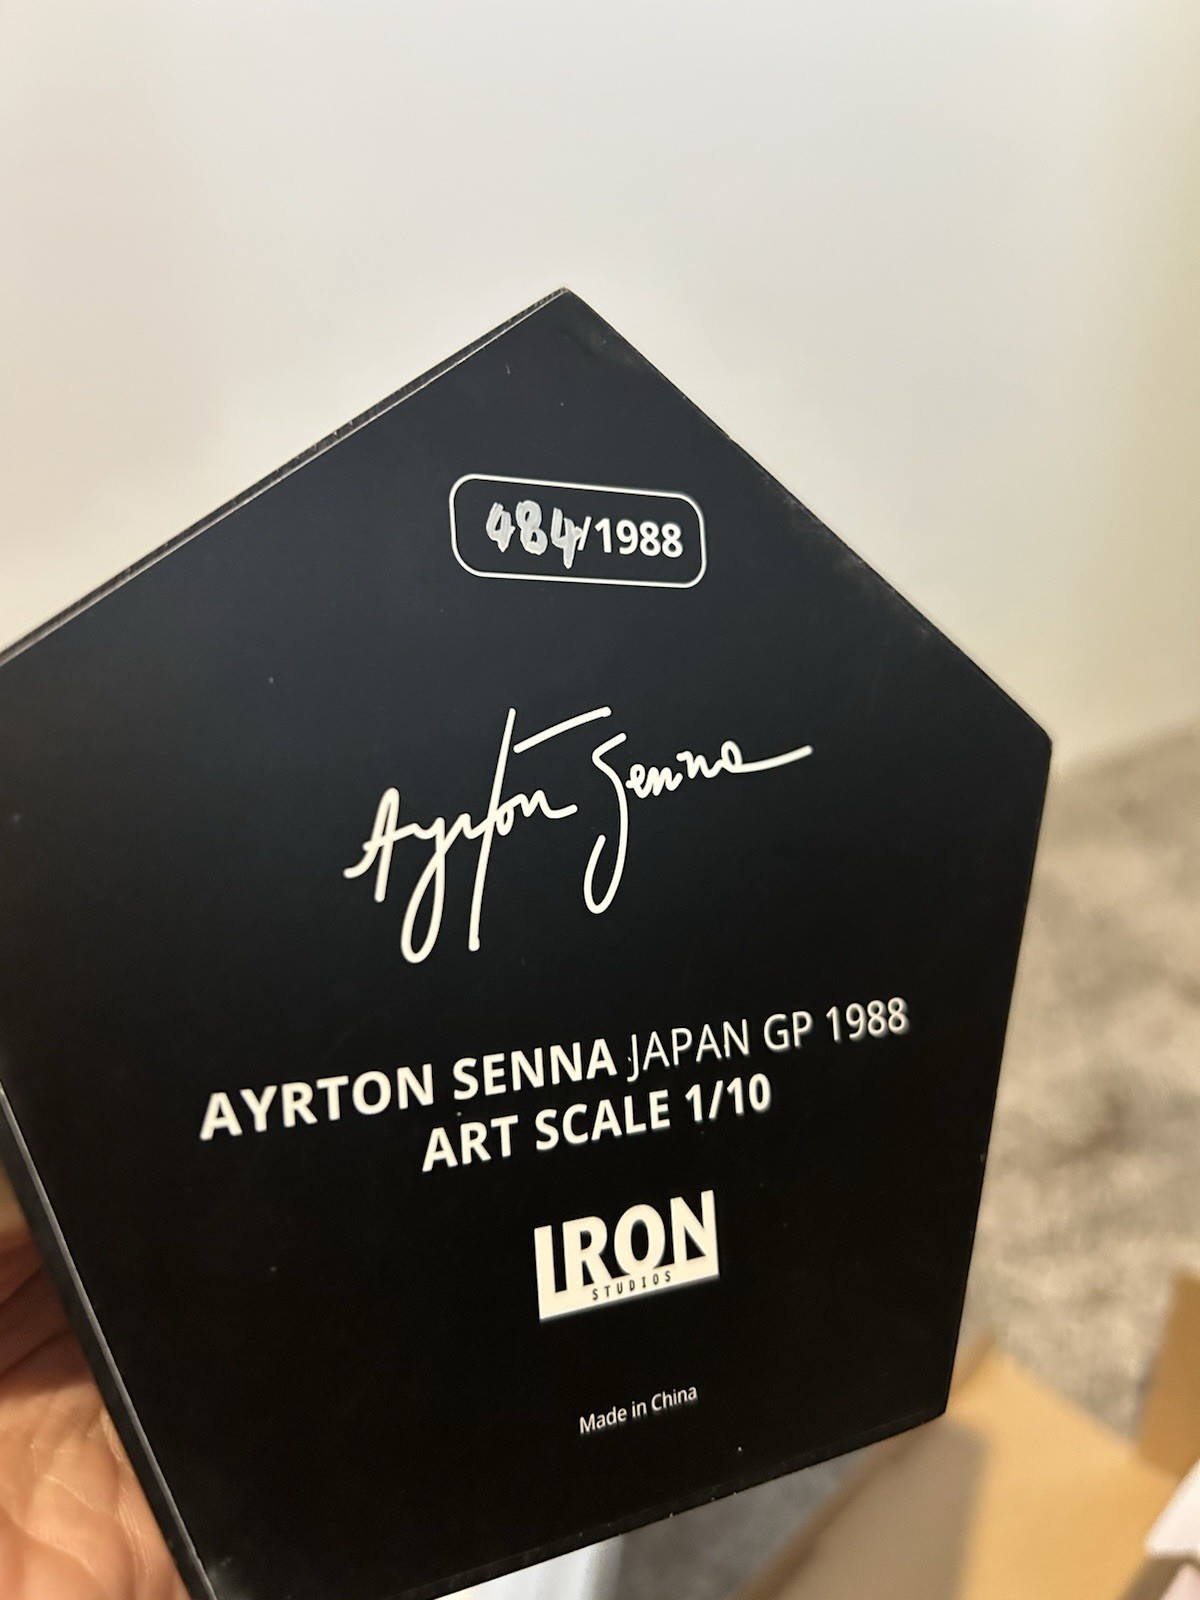 484/1988
Ayrton Senna
AYRTON SENNA JAPAN GP 1988
ART SCALE 1/10
IRON
STUDIOS
Made in China